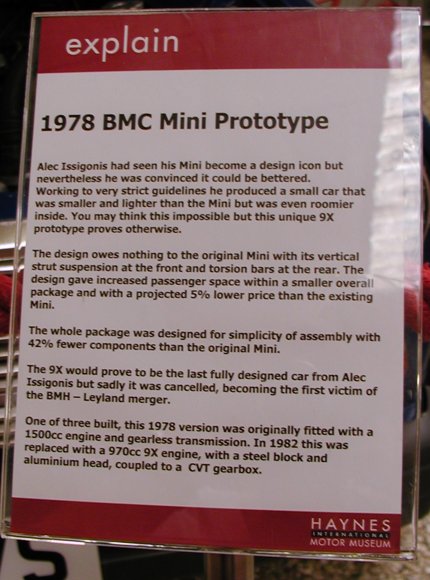 explain
1978 BMC Mini Prototype
Alec Issigonis had seen his Mini become a design icon but
nevertheless he was convinced it could be bettered.
Working to very strict guidelines he produced a small car that
was smaller and lighter than the Mini but was even roomier
inside. You may think this impossible but this unique 9X
prototype proves otherwise.
The design owes nothing to the original Mini with its vertical
strut suspension at the front and torsion bars at the rear. The
design gave increased passenger space within a smaller overall
package and with a projected 5% lower price than the existing
Mini.
The whole package was designed for simplicity of assembly with
42% fewer components than the original Mini.
The 9X would prove to be the last fully designed car from Alec
Issigonis but sadly it was cancelled, becoming the first victim of
the BMH – Leyland merger.
One of three built, this 1978 version was originally fitted with a
1500cc engine and gearless transmission. In 1982 this was
replaced with a 970cc 9X engine, with a steel block and
aluminium head, coupled to a CVT gearbox.
HAYNES
INTERNATIONAL
MOTOR MUSEUM
S